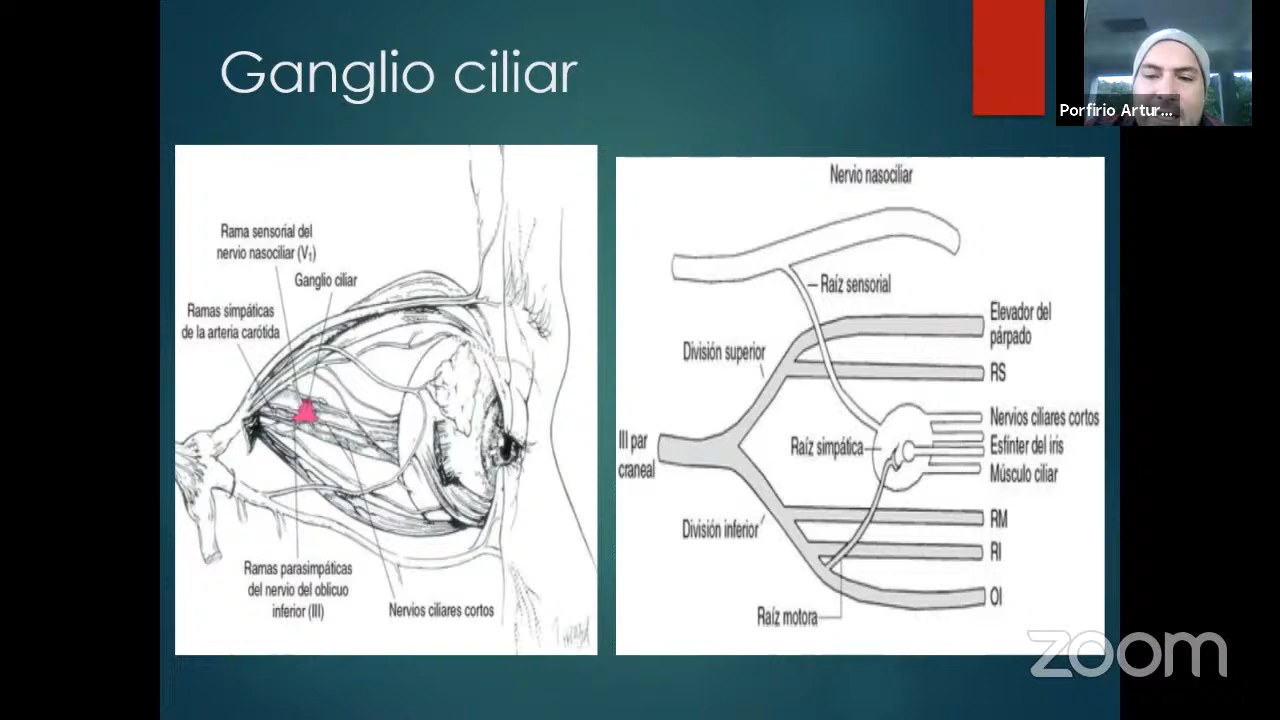 Ganglio ciliar
Porfirio Artur...
Rama sensorial del
nervio nasociliar (V₁)
Ganglio ciliar
Ramas simpáticas
de la arteria carótida
Ramas parasimpáticas
del nervio del oblicuo
inferior (III)
Nervios ciliares cortos
Nervio nasociliar
Raíz sensorial
Elevador del
párpado
División superior
RS
Nervios ciliares cortos
III par
craneal
Raíz simpática
Esfínter del iris
Músculo ciliar
RM
División inferior
RI
OI
Raíz motora
zoom